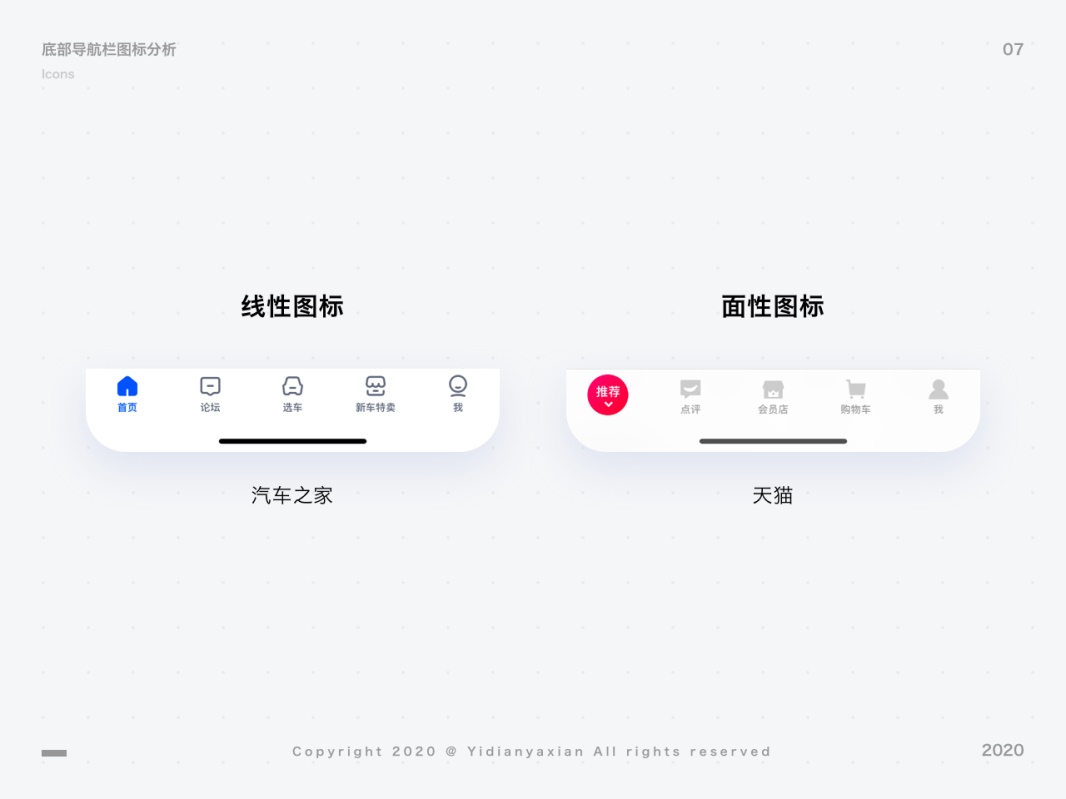 底部导航栏图标分析
07
Icons
线性图标
面性图标
首页
论坛
选车
新车特卖
我
推荐
点评
会员店
购物车
我
汽车之家
天猫
Copyright 2020 @ Yidianyaxian All rights reserved
2020